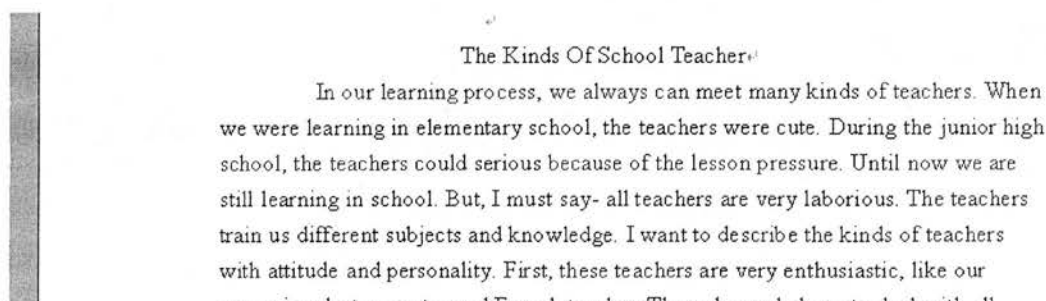 The Kinds Of School Teacher
In our learning process, we always can meet many kinds of teachers. When
we were learning in elementary school, the teachers were cute. During the junior high
school, the teachers could serious because of the lesson pressure. Until now we are
still learning in school. But, I must say- all teachers are very laborious. The teachers
train us different subjects and knowledge. I want to describe the kinds of teachers
with attitude and personality. First, these teachers are very enthusiastic, like our